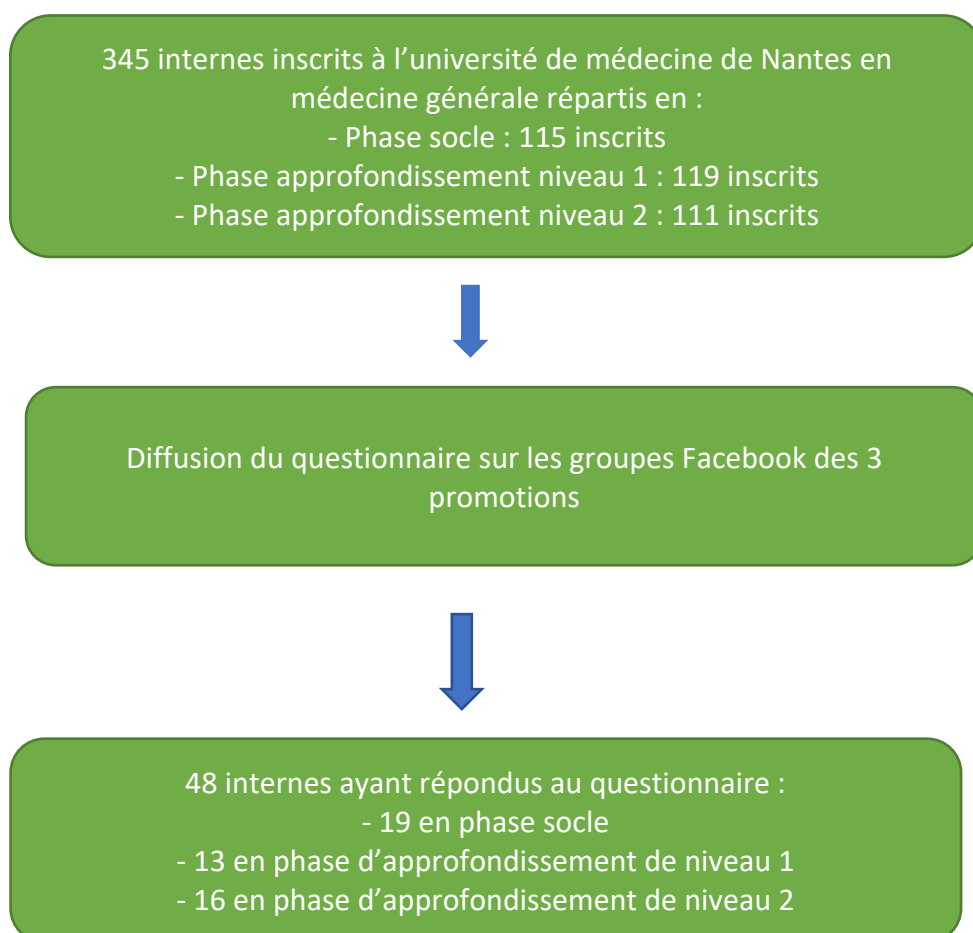 345 internes inscrits à l’université de médecine de Nantes en
médecine générale répartis en :
- Phase socle : 115 inscrits
- Phase approfondissement niveau 1 : 119 inscrits
- Phase approfondissement niveau 2 : 111 inscrits
Diffusion du questionnaire sur les groupes Facebook des 3
promotions
48 internes ayant répondus au questionnaire :
- 19 en phase socle
- 13 en phase d’approfondissement de niveau 1
- 16 en phase d’approfondissement de niveau 2